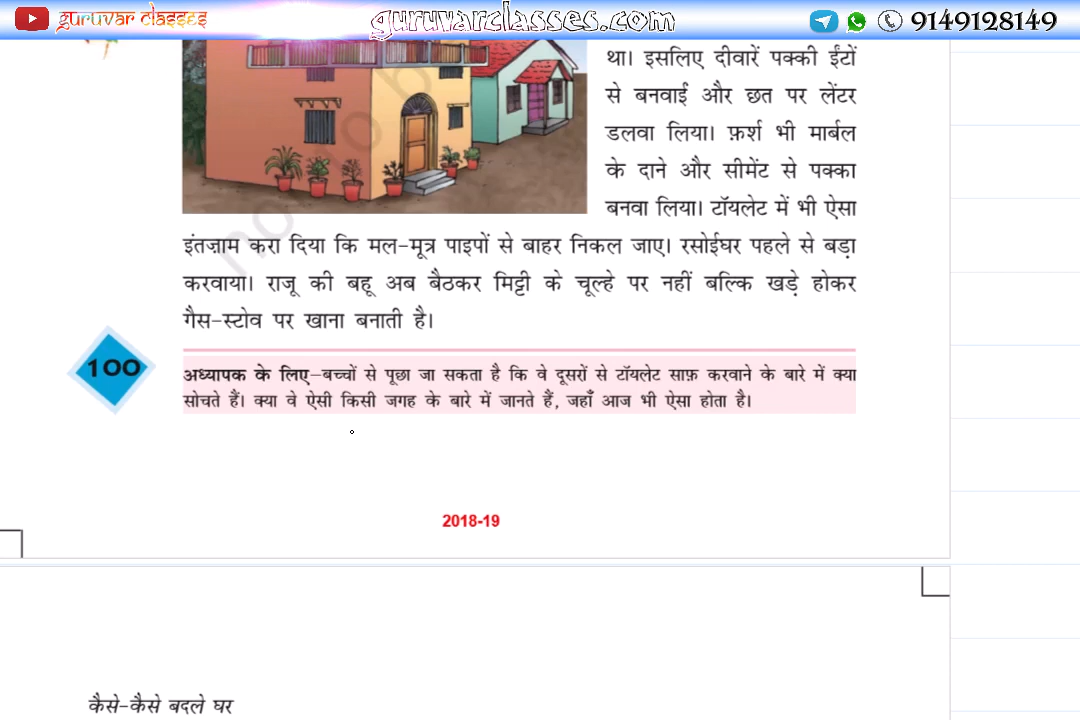 guruvar classes
guruvarclasses.com
9149128149
था। इसलिए दीवारें पक्की ईंटों
से बनवाई और छत पर लेंटर
डलवा लिया। फ़र्श भी मार्बल
के दाने और सीमेंट से पक्का
बनवा लिया। टॉयलेट में भी ऐसा
इंतज़ाम करा दिया कि मल-मूत्र पाइपों से बाहर निकल जाए। रसोईघर पहले से बड़ा
करवाया। राजू की बहू अब बैठकर मिट्टी के चूल्हे पर नहीं बल्कि खड़े होकर
गैस-स्टोव पर खाना बनाती है।
100
अध्यापक के लिए–बच्चों से पूछा जा सकता है कि वे दूसरों से टॉयलेट साफ़ करवाने के बारे में क्या
सोचते हैं। क्या वे ऐसी किसी जगह के बारे में जानते हैं, जहाँ आज भी ऐसा होता है।
2018-19
कैसे-कैसे बदले घर